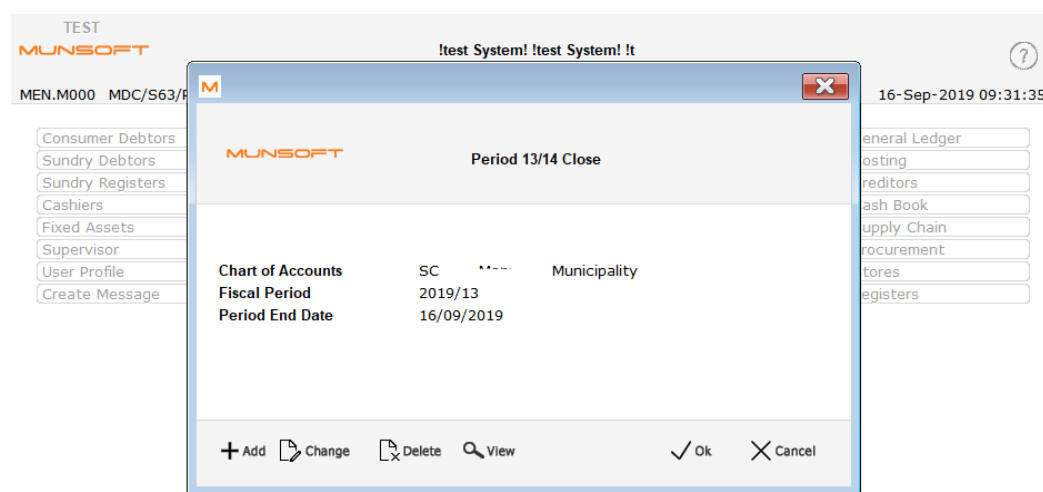 TEST
MUNSOFT
!test System! !test System! !t
?
MEN.M000 MDC/S63/
16-Sep-2019 09:31:35
M
MUNSOFT
Period 13/14 Close
Consumer Debtors
eneral Ledger
Sundry Debtors
osting
Sundry Registers
reditors
Cashiers
ash Book
Fixed Assets
upply Chain
Supervisor
rocurement
User Profile
tores
Create Message
egisters
Chart of Accounts SC Municipality
Fiscal Period 2019/13
Period End Date 16/09/2019
Add Change Delete View Ok Cancel